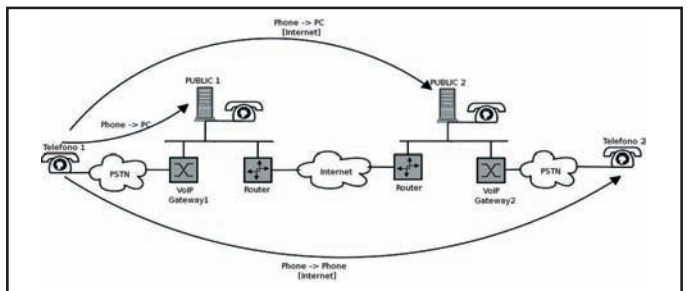 Phone -> PC
[Internet]
PUBLIC 1
PUBLIC 2
Phone -> PC
Telefono 1
Telefono 2
PSTN
VoIP
Gateway1
Router
Internet
Router
VoIP
Gateway2
PSTN
Phone -> Phone
[Internet]